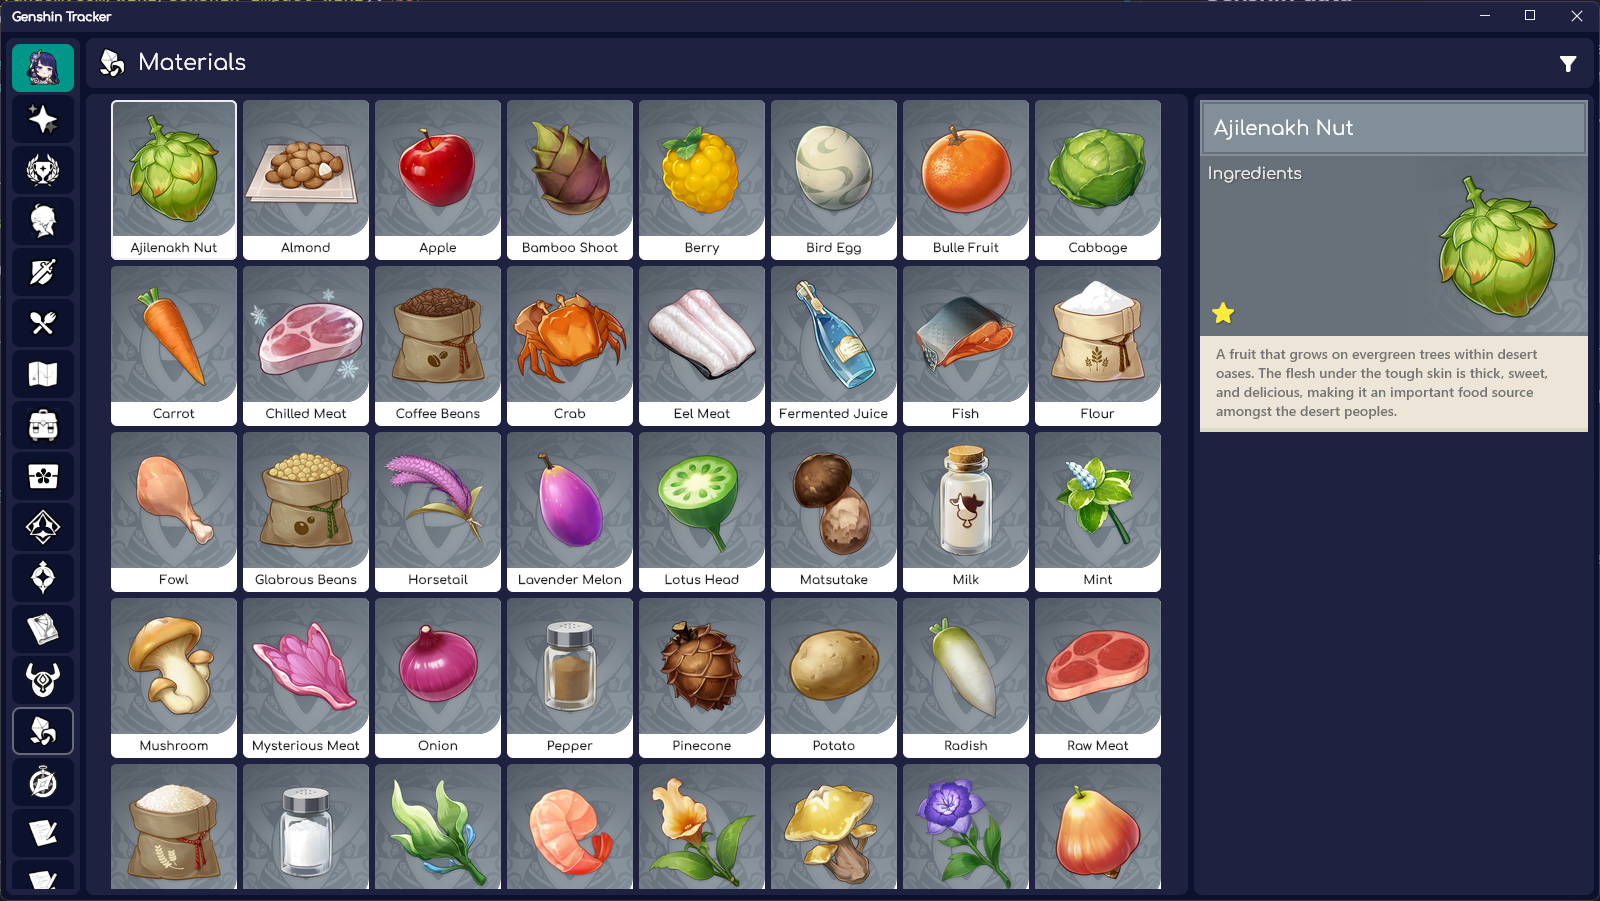 Genshin Tracker
Materials
Ajilenakh Nut
Almond
Apple
Bamboo Shoot
Berry
Bird Egg
Bulle Fruit
Cabbage
Carrot
Chilled Meat
Coffee Beans
Crab
Eel Meat
Fermented Juice
Fish
Flour
Fowl
Glabrous Beans
Horsetail
Lavender Melon
Lotus Head
Matsutake
Milk
Mint
Mushroom
Mysterious Meat
Onion
Pepper
Pinecone
Potato
Radish
Raw Meat
Ajilenakh Nut
Ingredients
A fruit that grows on evergreen trees within desert
oases. The flesh under the tough skin is thick, sweet,
and delicious, making it an important food source
amongst the desert peoples.